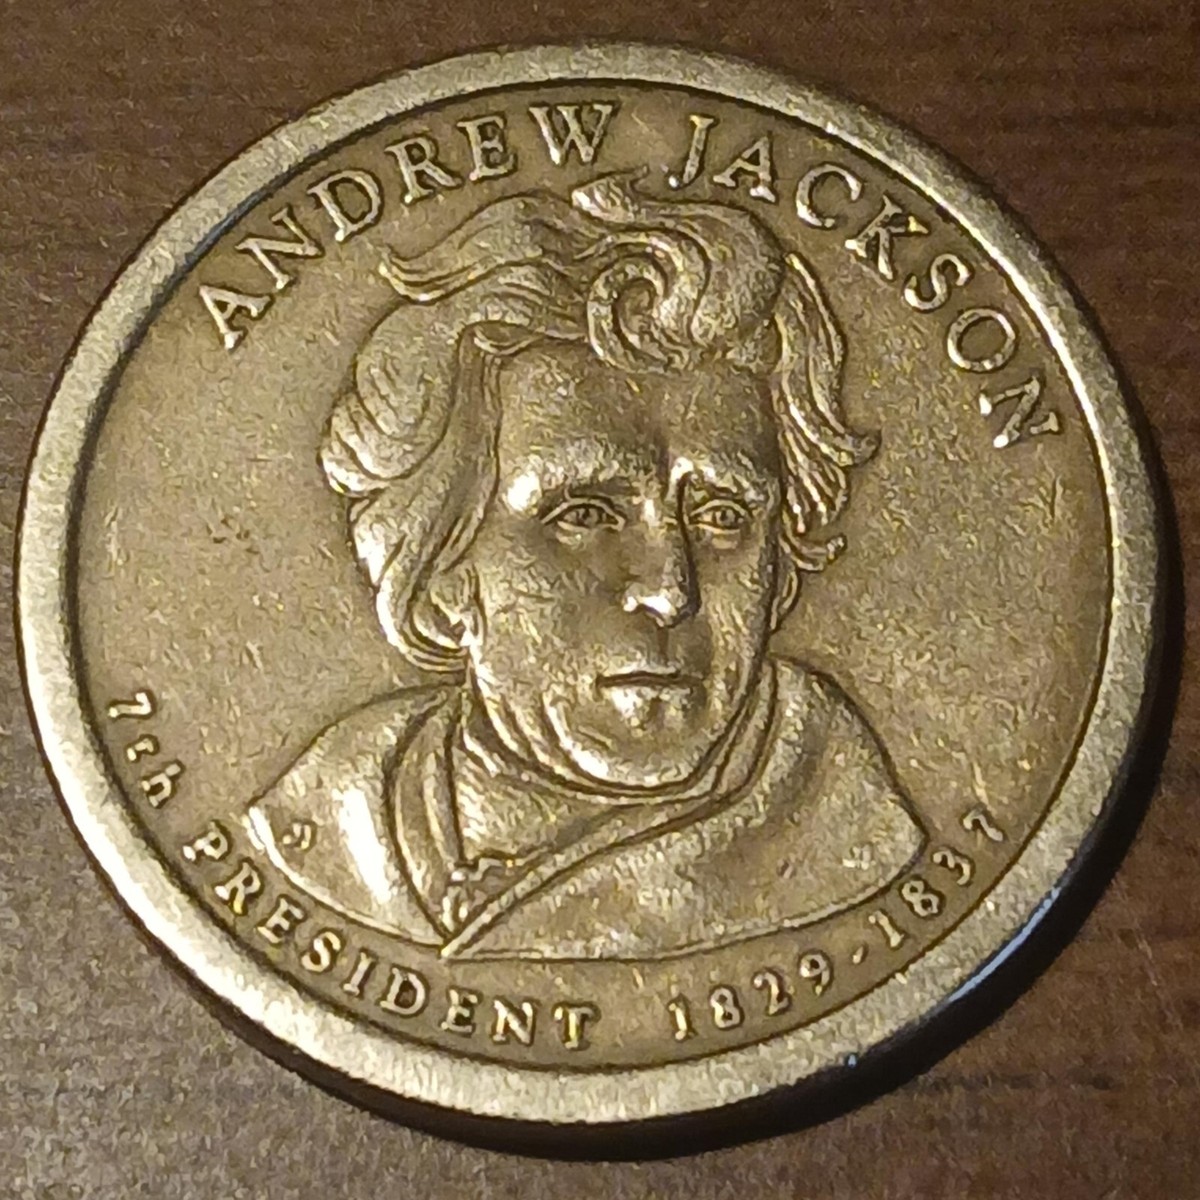 ANDREW JACKSON
7th PRESIDENT 1829-1837